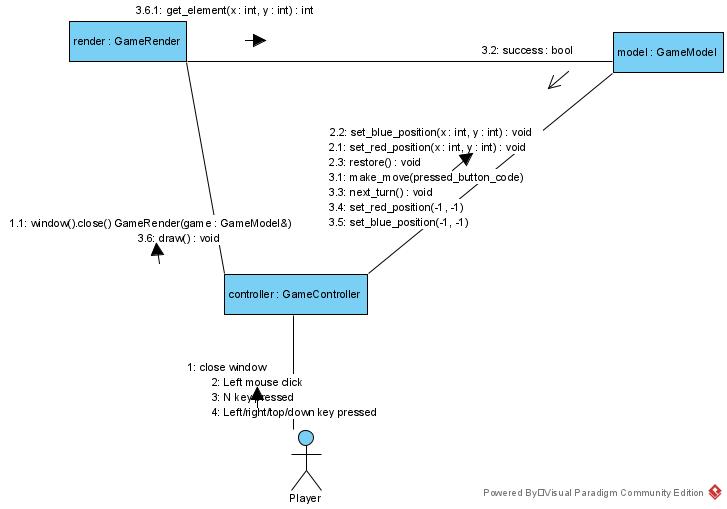 3.6.1: get_element(x : int, y : int) : int
render : GameRender
3.2: success : bool
model : GameModel
2.2: set_blue_position(x : int, y : int) : void
2.1: set_red_position(x : int, y : int) : void
2.3: restore() : void
3.1: make_move(pressed_button_code)
3.3: next_turn() : void
3.4: set_red_position(-1, -1)
3.5: set_blue_position(-1, -1)
1.1: window().close() GameRender(game : GameModel&)
3.6: draw() : void
controller : GameController
1: close window
2: Left mouse click
3: N key pressed
4: Left/right/top/down key pressed
Player
Powered By Visual Paradigm Community Edition